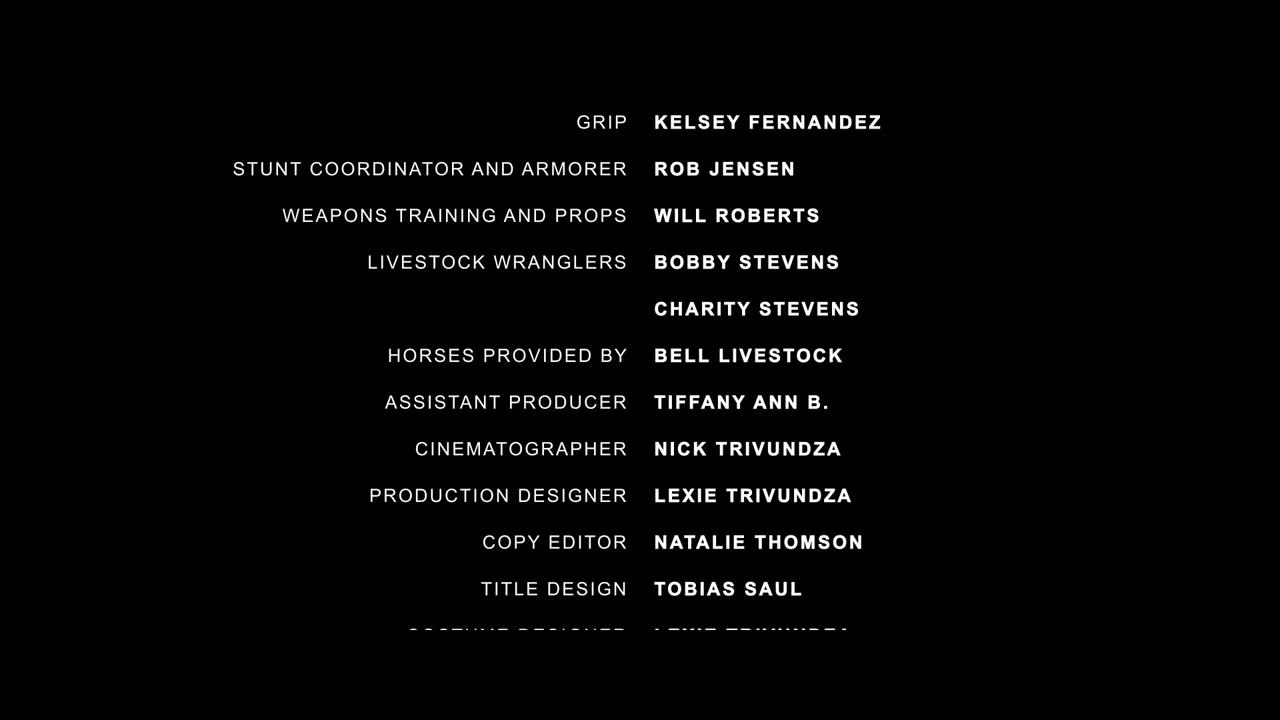 GRIP KELSEY FERNANDEZ
STUNT COORDINATOR AND ARMORER ROB JENSEN
WEAPONS TRAINING AND PROPS WILL ROBERTS
LIVESTOCK WRANGLERS BOBBY STEVENS
CHARITY STEVENS
HORSES PROVIDED BY BELL LIVESTOCK
ASSISTANT PRODUCER TIFFANY ANN B.
CINEMATOGRAPHER NICK TRIVUNDZA
PRODUCTION DESIGNER LEXIE TRIVUNDZA
COPY EDITOR NATALIE THOMSON
TITLE DESIGN TOBIAS SAUL